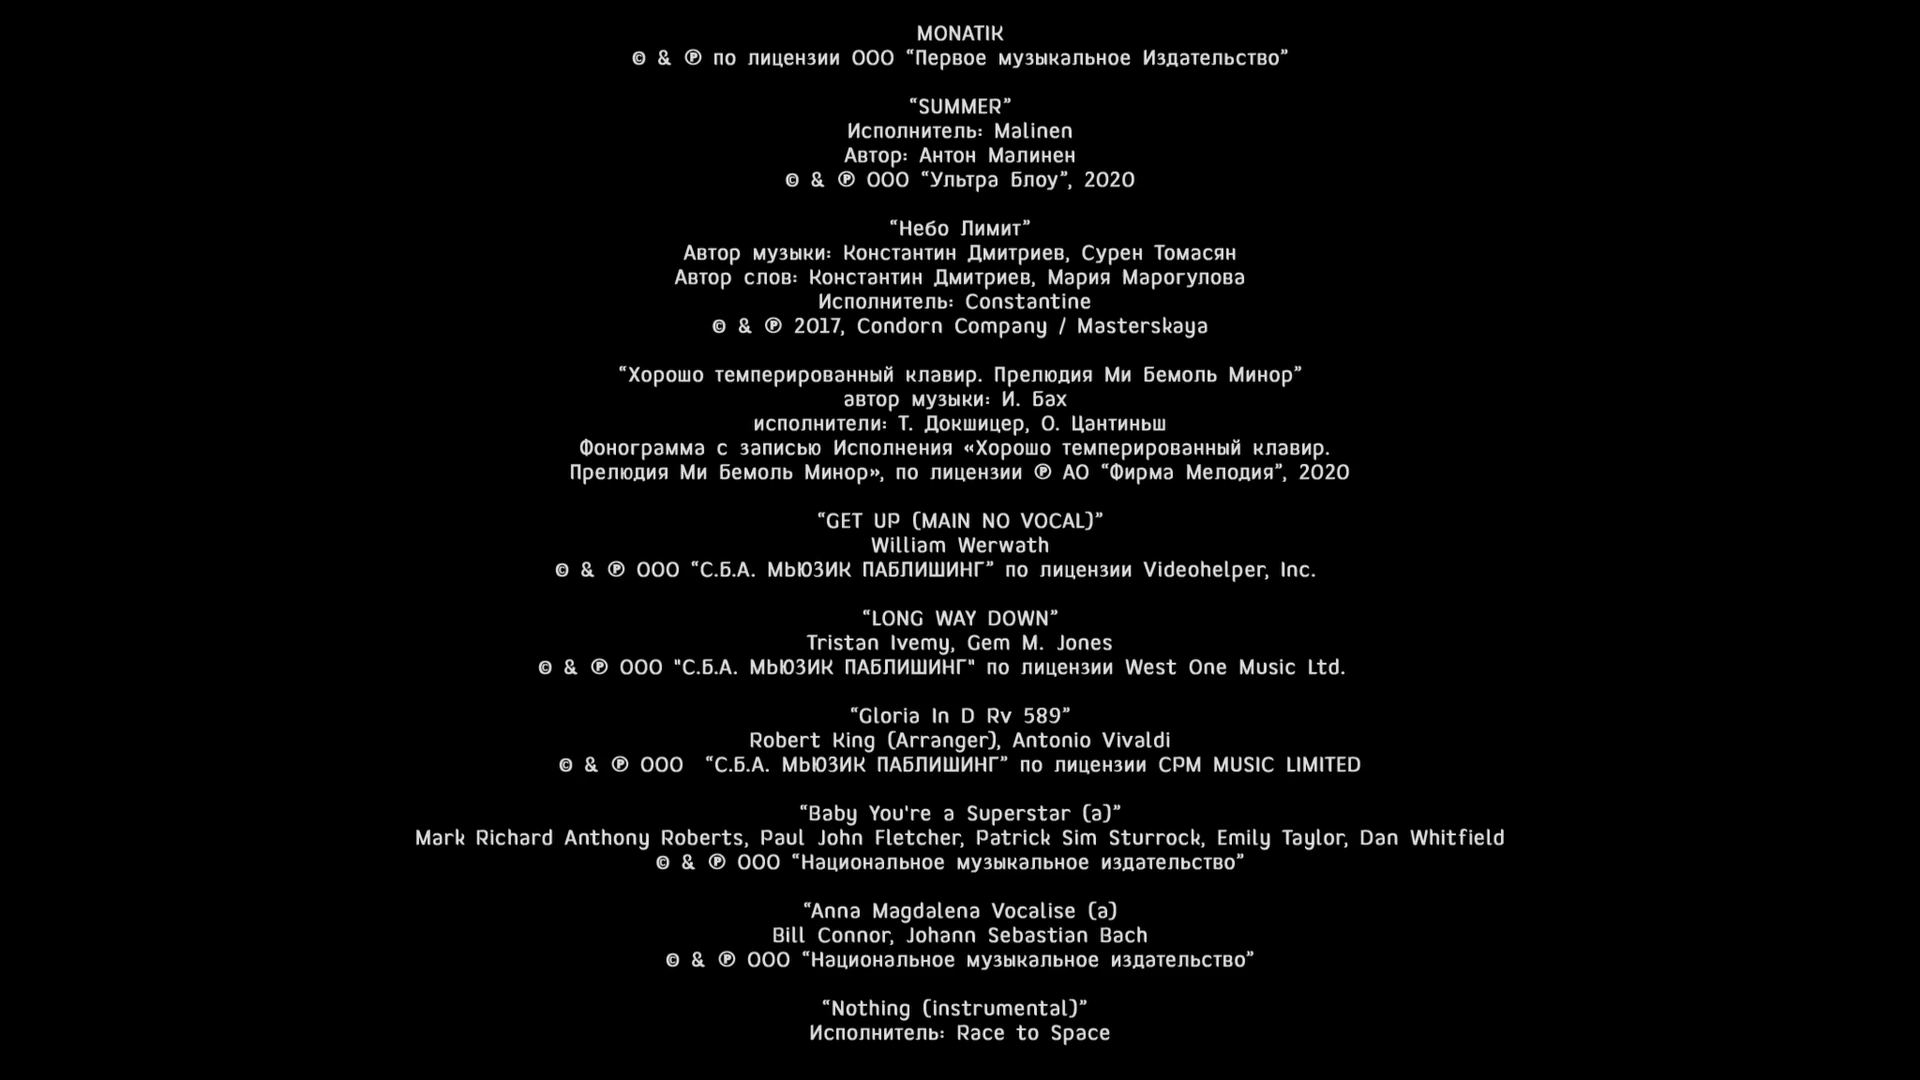 MONATIK
© & ℗ по лицензии ООО “Первое музыкальное Издательство”
“SUMMER”
Исполнитель: Malinen
Автор: Антон Малинен
© & ℗ ООО “Ультра Блоу”, 2020
“Небо Лимит”
Автор музыки: Константин Дмитриев, Сурен Томасян
Автор слов: Константин Дмитриев, Мария Марогулова
Исполнитель: Constantine
© & ℗ 2017, Condorn Company / Masterskaya
“Хорошо темперированный клавир. Прелюдия Ми Бемоль Минор”
автор музыки: И. Бах
исполнители: Т. Докшицер, О. Цантиньш
Фонограмма с записью Исполнения «Хорошо темперированный клавир.
Прелюдия Ми Бемоль Минор», по лицензии ℗ АО “Фирма Мелодия”, 2020
“GET UP (MAIN NO VOCAL)”
William Werwath
© & ℗ ООО “С.Б.А. МЬЮЗИК ПАБЛИШИНГ” по лицензии Videohelper, Inc.
“LONG WAY DOWN”
Tristan Ivemy, Gem M. Jones
© & ℗ ООО "С.Б.А. МЬЮЗИК ПАБЛИШИНГ" по лицензии West One Music Ltd.
“Gloria In D Rv 589”
Robert King (Arranger), Antonio Vivaldi
© & ℗ ООО “С.Б.А. МЬЮЗИК ПАБЛИШИНГ” по лицензии CPM MUSIC LIMITED
“Baby You're a Superstar (a)”
Mark Richard Anthony Roberts, Paul John Fletcher, Patrick Sim Sturrock, Emily Taylor, Dan Whitfield
© & ℗ ООО “Национальное музыкальное издательство”
“Anna Magdalena Vocalise (a)
Bill Connor, Johann Sebastian Bach
© & ℗ ООО “Национальное музыкальное издательство”
“Nothing (instrumental)”
Исполнитель: Race to Space